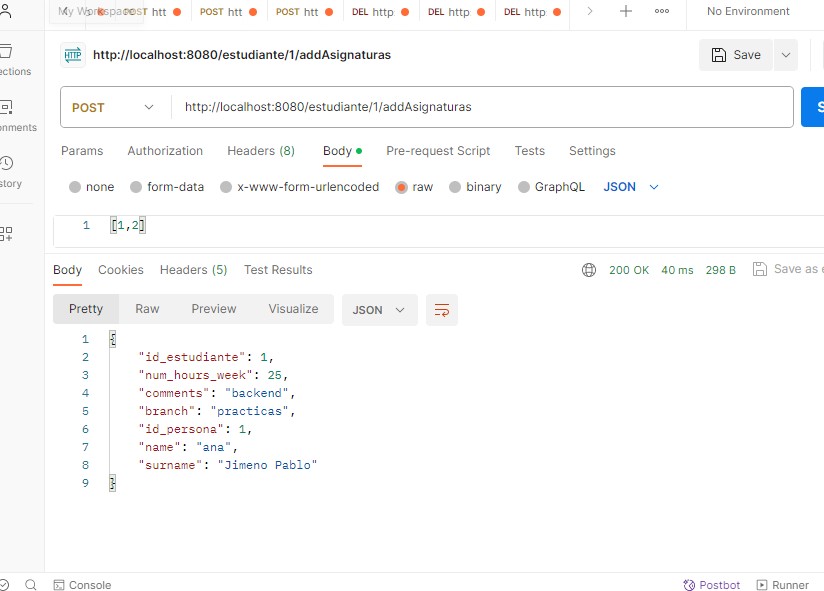 My Workspace POST htt POST htt POST htt DEL http DEL http DEL http No Environment
HTTP http://localhost:8080/estudiante/1/addAsignaturas Save
ections
POST http://localhost:8080/estudiante/1/addAsignaturas S
onments
Params Authorization Headers (8) Body Pre-request Script Tests Settings
story
none form-data x-www-form-urlencoded raw binary GraphQL JSON
1 [1,2]
Body Cookies Headers (5) Test Results 200 OK 40 ms 298 B Save as e
Pretty Raw Preview Visualize JSON
1 {
2 "id_estudiante": 1,
3 "num_hours_week": 25,
4 "comments": "backend",
5 "branch": "practicas",
6 "id_persona": 1,
7 "name": "ana",
8 "surname": "Jimeno Pablo"
9 }
Console Postbot Runner